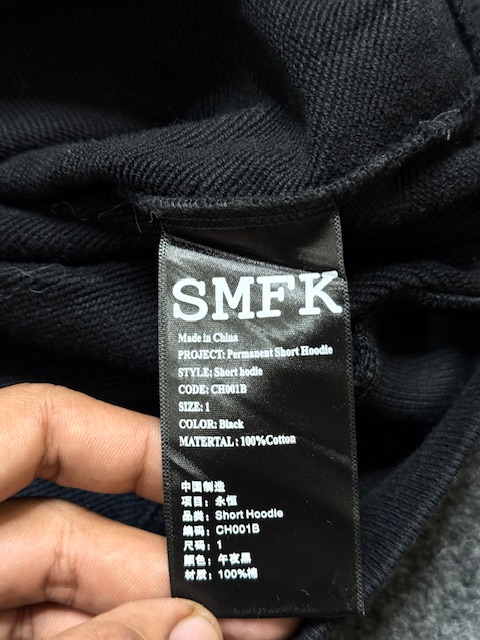 SMFK
Made in China
PROJECT: Permanent Short Hoodie
STYLE: Short hodie
CODE: CH001B
SIZE: 1
COLOR: Black
MATERTAL: 100%Cotton
中国制造
项目：永恒
品类：Short Hoodie
编码：CH001B
尺码：1
颜色：午夜黑
材质：100%棉